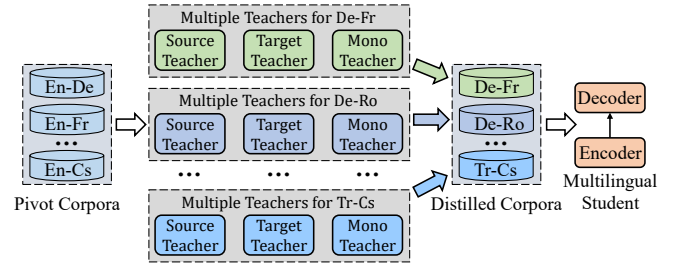 Multiple Teachers for De-Fr
Source Teacher
Target Teacher
Mono Teacher
En-De
En-Fr
...
En-Cs
Pivot Corpora
Multiple Teachers for De-Ro
Source Teacher
Target Teacher
Mono Teacher
... ... ...
Multiple Teachers for Tr-Cs
Source Teacher
Target Teacher
Mono Teacher
De-Fr
De-Ro
...
Tr-Cs
Distilled Corpora
Decoder
Encoder
Multilingual
Student